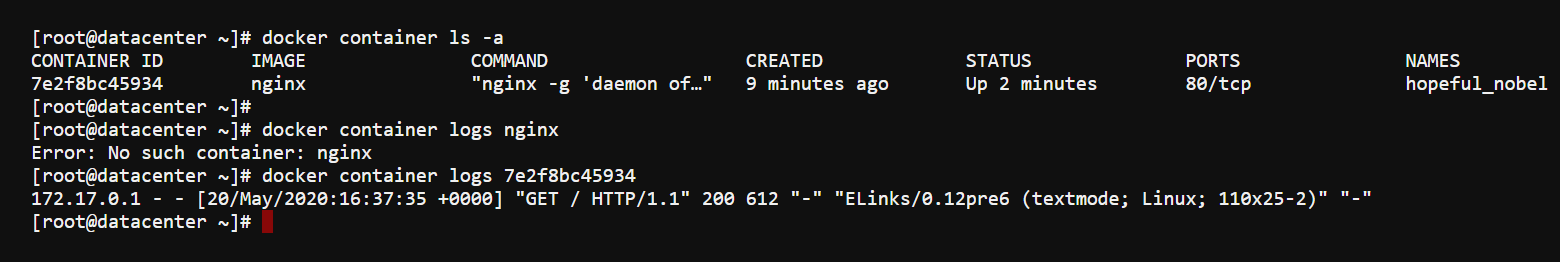 [root@datacenter ~]# docker container ls -a
CONTAINER ID        IMAGE               COMMAND                  CREATED             STATUS              PORTS               NAMES
7e2f8bc45934        nginx               "nginx -g 'daemon of…"   9 minutes ago       Up 2 minutes        80/tcp              hopeful_nobel
[root@datacenter ~]#
[root@datacenter ~]# docker container logs nginx
Error: No such container: nginx
[root@datacenter ~]# docker container logs 7e2f8bc45934
172.17.0.1 - - [20/May/2020:16:37:35 +0000] "GET / HTTP/1.1" 200 612 "-" "ELinks/0.12pre6 (textmode; Linux; 110x25-2)" "-"
[root@datacenter ~]#